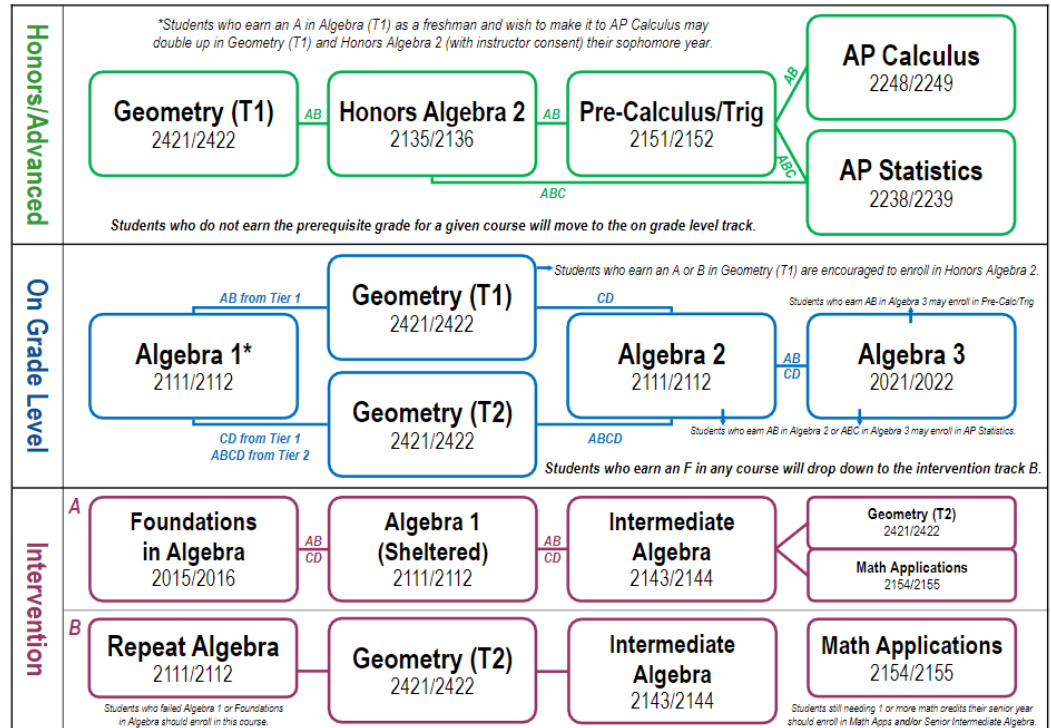 Honors/Advanced
*Students who earn an A in Algebra (T1) as a freshman and wish to make it to AP Calculus may
double up in Geometry (T1) and Honors Algebra 2 (with instructor consent) their sophomore year.
Geometry (T1)
2421/2422
AB
Honors Algebra 2
2135/2136
AB
Pre-Calculus/Trig
2151/2152
AB
AP Calculus
2248/2249
ABC
ABC
AP Statistics
2238/2239
Students who do not earn the prerequisite grade for a given course will move to the on grade level track.
On Grade Level
Algebra 1*
2111/2112
AB from Tier 1
Geometry (T1)
2421/2422
Students who earn an A or B in Geometry (T1) are encouraged to enroll in Honors Algebra 2.
CD
CD from Tier 1
ABCD from Tier 2
Geometry (T2)
2421/2422
ABCD
Algebra 2
2111/2112
AB
CD
Students who earn AB in Algebra 3 may enroll in Pre-Calc/Trig
Algebra 3
2021/2022
Students who earn AB in Algebra 2 or ABC in Algebra 3 may enroll in AP Statistics.
Students who earn an F in any course will drop down to the intervention track B.
Intervention
A
Foundations
in Algebra
2015/2016
AB
CD
Algebra 1
(Sheltered)
2111/2112
AB
CD
Intermediate
Algebra
2143/2144
Geometry (T2)
2421/2422
Math Applications
2154/2155
B
Repeat Algebra
2111/2112
Students who failed Algebra 1 or Foundations
in Algebra should enroll in this course.
Geometry (T2)
2421/2422
Intermediate
Algebra
2143/2144
Math Applications
2154/2155
Students still needing 1 or more math credits their senior year
should enroll in Math Apps and/or Senior Intermediate Algebra.